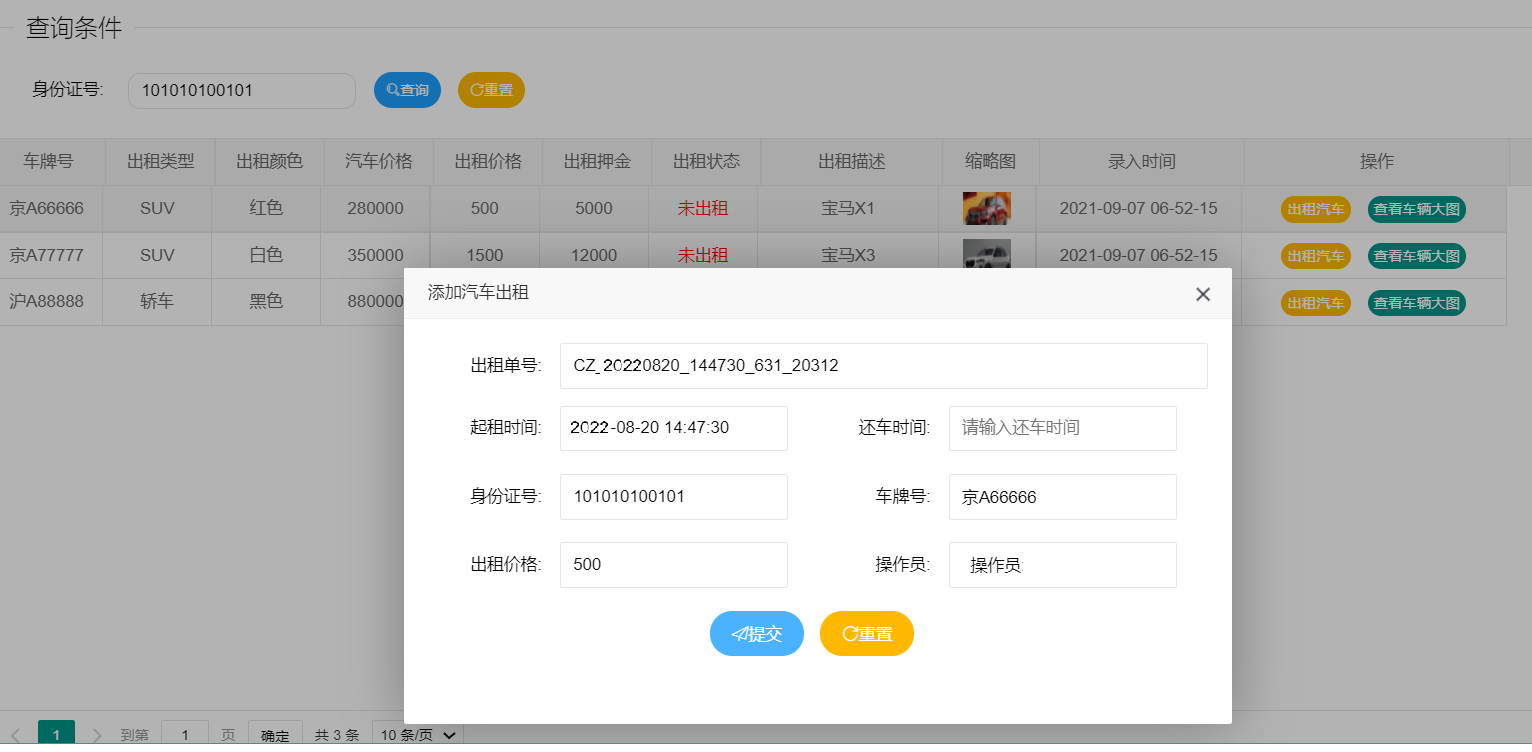 查询条件
身份证号: 101010100101 查询 重置
车牌号 出租类型 出租颜色 汽车价格 出租价格 出租押金 出租状态 出租描述 缩略图 录入时间 操作
京A66666 SUV 红色 280000 500 5000 未出租 宝马X1 2021-09-07 06-52-15 出租汽车 查看车辆大图
京A77777 SUV 白色 350000 1500 12000 未出租 宝马X3 2021-09-07 06-52-15 出租汽车 查看车辆大图
沪A88888 轿车 黑色 880000 出租汽车 查看车辆大图
添加汽车出租
出租单号: CZ_20220820_144730_631_20312
起租时间: 2022-08-20 14:47:30 还车时间: 请输入还车时间
身份证号: 101010100101 车牌号: 京A66666
出租价格: 500 操作员: 操作员
提交 重置
1 到第 1 页 确定 共 3 条 10 条/页